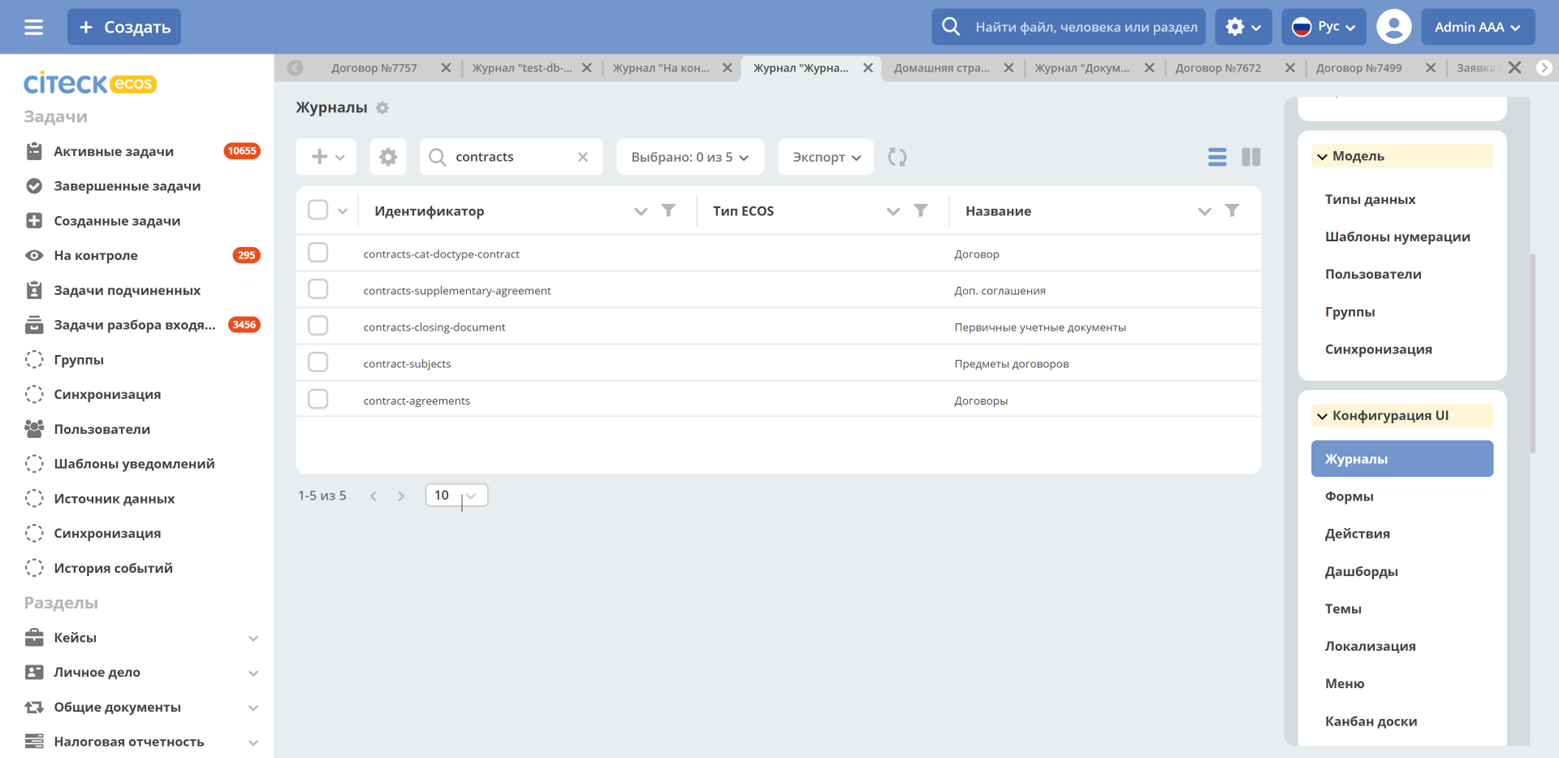 Создать
Найти файл, человека или раздел
Рус
Admin AAA
citeck ecos
Договор №7757
Журнал "test-db-...
Журнал "На кон...
Журнал "Журна...
Домашняя стра...
Журнал "Докум...
Договор №7672
Договор №7499
Заявка
Задачи
Активные задачи 10655
Завершенные задачи
Созданные задачи
На контроле 295
Задачи подчиненных
Задачи разбора входя... 3456
Группы
Синхронизация
Пользователи
Шаблоны уведомлений
Источник данных
Синхронизация
История событий
Разделы
Кейсы
Личное дело
Общие документы
Налоговая отчетность
Журналы
contracts
Выбрано: 0 из 5
Экспорт
Идентификатор Тип ECOS Название
contracts-cat-doctype-contract Договор
contracts-supplementary-agreement Доп. соглашения
contracts-closing-document Первичные учетные документы
contract-subjects Предметы договоров
contract-agreements Договоры
1-5 из 5
10
Модель
Типы данных
Шаблоны нумерации
Пользователи
Группы
Синхронизация
Конфигурация UI
Журналы
Формы
Действия
Дашборды
Темы
Локализация
Меню
Канбан доски